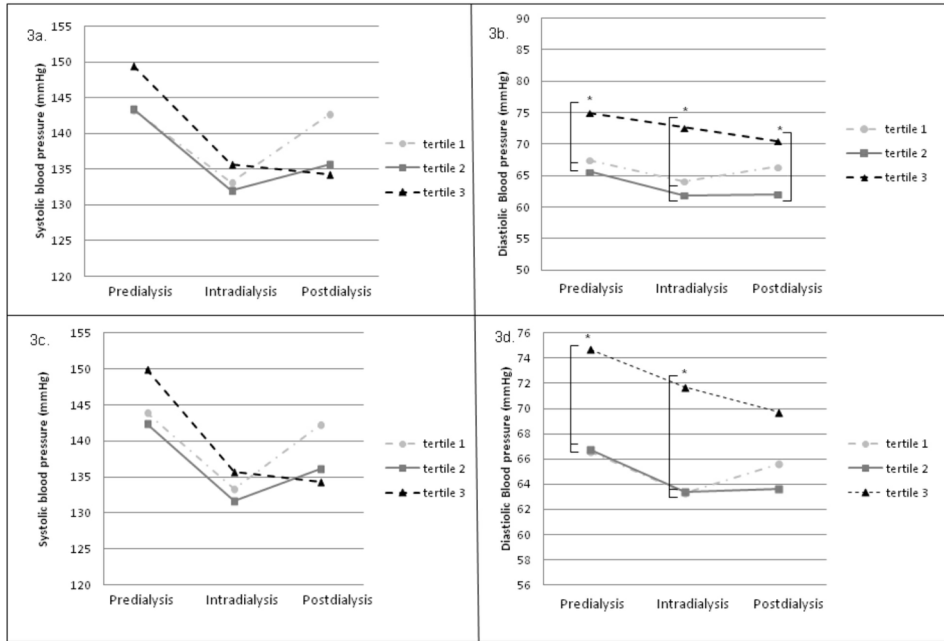 3a.
Systolic blood pressure (mmHg)
155
150
145
140
135
130
125
120
Predialysis Intradialysis Postdialysis
tertile 1
tertile 2
tertile 3
3b.
Diastiolic Blood pressure (mmHg)
90
85
80
75
70
65
60
55
50
*
*
*
Predialysis Intradialysis Postdialysis
tertile 1
tertile 2
tertile 3
3c.
Systolic blood pressure (mmHg)
155
150
145
140
135
130
125
120
Predialysis Intradialysis Postdialysis
tertile 1
tertile 2
tertile 3
3d.
Diastiolic Blood pressure (mmHg)
76
74
72
70
68
66
64
62
60
58
56
*
*
Predialysis Intradialysis Postdialysis
tertile 1
tertile 2
tertile 3